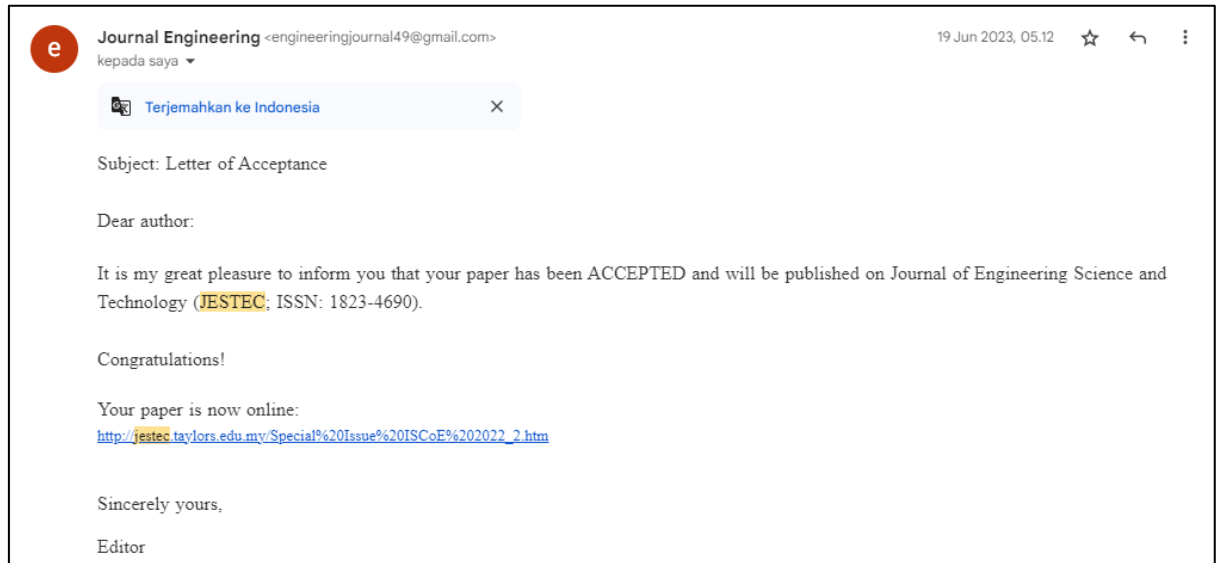 e
Journal Engineering <engineeringjournal49@gmail.com>
19 Jun 2023, 05.12
kepada saya
Terjemahkan ke Indonesia
Subject: Letter of Acceptance
Dear author:
It is my great pleasure to inform you that your paper has been ACCEPTED and will be published on Journal of Engineering Science and
Technology (JESTEC; ISSN: 1823-4690).
Congratulations!
Your paper is now online:
http://jestec.taylors.edu.my/Special%20Issue%20ISCoE%202022_2.htm
Sincerely yours,
Editor